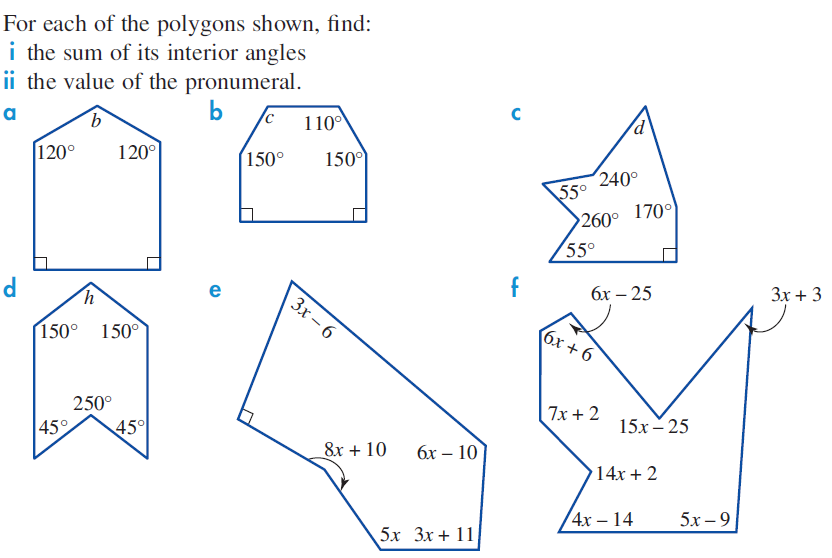 For each of the polygons shown, find:
i the sum of its interior angles
ii the value of the pronumeral.
a
b
120°
120°
b
c
110°
150°
150°
c
d
240°
55°
260°
170°
55°
d
h
150°
150°
250°
45°
45°
e
3x – 6
8x + 10
6x – 10
5x
3x + 11
f
6x – 25
3x + 3
6x + 6
7x + 2
15x – 25
14x + 2
4x – 14
5x – 9